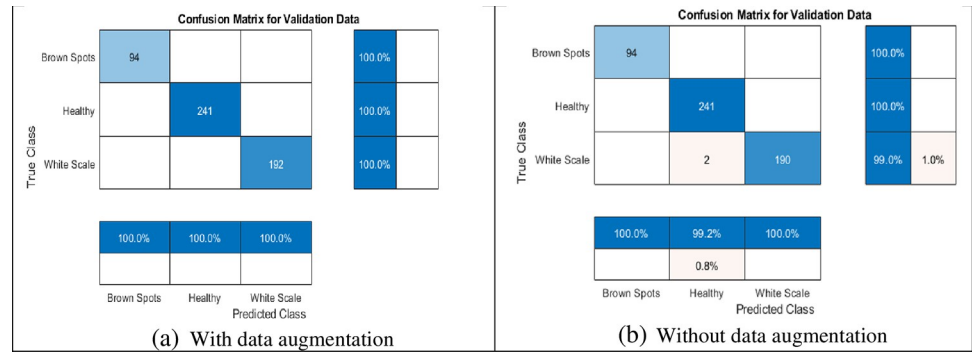 Confusion Matrix for Validation Data
True Class
Brown Spots
94
100.0%
Healthy
241
100.0%
White Scale
192
100.0%
100.0% 100.0% 100.0%
Brown Spots Healthy White Scale
Predicted Class
(a) With data augmentation
Confusion Matrix for Validation Data
True Class
Brown Spots
94
100.0%
Healthy
241
100.0%
White Scale
2 190
99.0% 1.0%
100.0% 99.2% 100.0%
0.8%
Brown Spots Healthy White Scale
Predicted Class
(b) Without data augmentation